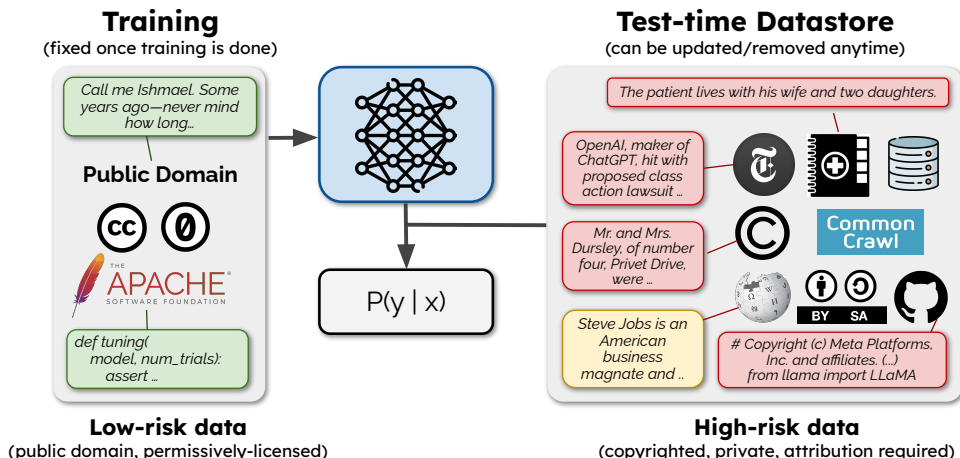 Training
(fixed once training is done)
Call me Ishmael. Some
years ago—never mind
how long…
Public Domain
cc
0
THE
APACHE®
SOFTWARE FOUNDATION
def tuning(
model, num_trials):
assert …
Low-risk data
(public domain, permissively-licensed)
P(y | x)
Test-time Datastore
(can be updated/removed anytime)
The patient lives with his wife and two daughters.
OpenAI, maker of
ChatGPT, hit with
proposed class
action lawsuit …
T
Mr. and Mrs.
Dursley, of number
four, Privet Drive,
were …
C
Common
Crawl
Steve Jobs is an
American
business
magnate and ..
W
BY SA
# Copyright (c) Meta Platforms,
Inc. and affiliates. (...)
from llama import LLaMA
High-risk data
(copyrighted, private, attribution required)